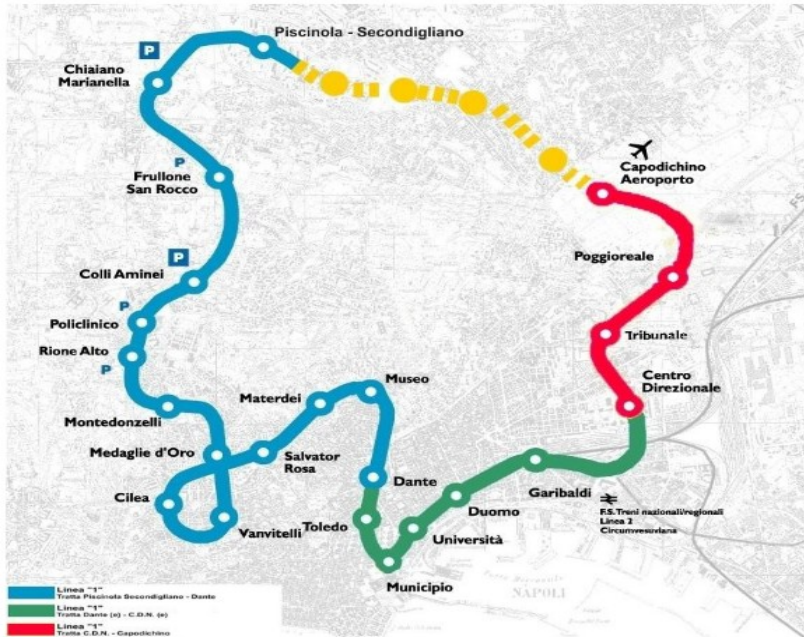 Piscinola - Secondigliano
P
Chiaiano
Marianella
P
Frullone
San Rocco
Capodichino
Aeroporto
P
Colli Aminei
Poggioreale
P
Policlinico
Tribunale
Rione Alto
P
Museo
Centro
Direzionale
Materdei
Montedonzelli
Medaglie d'Oro
Salvator
Rosa
Dante
Cilea
Garibaldi
Duomo
Vanvitelli
Toledo
Università
F.S. Treni nazionali/regionali
Linea 2
Circumvesuviana
Municipio
NAPOLI
Linea "1"
Tratta Piscinola Secondigliano - Dante
Linea "1"
Tratta Dante (e) - C.D.N. (e)
Linea "1"
Tratta C.D.N. - Capodichino